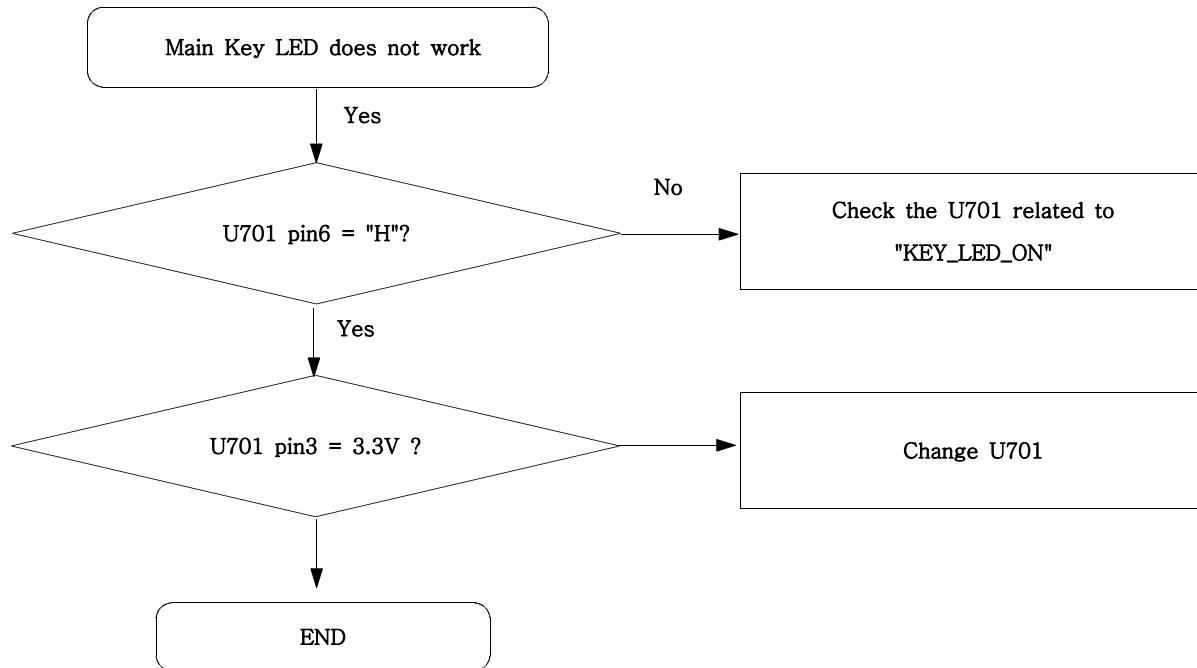 Main Key LED does not work
Yes
U701 pin6 = "H"?
No
Check the U701 related to
"KEY_LED_ON"
Yes
U701 pin3 = 3.3V ?
Change U701
END